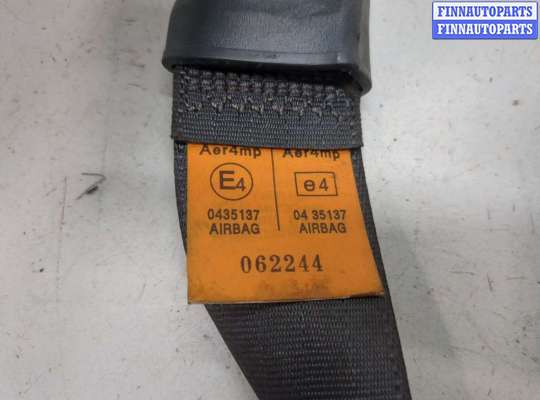 FINNAUTOPARTS
FINNAUTOPARTS
Aer4mp Aer4mp
E4 e4
0435137 04 35137
AIRBAG AIRBAG
062244